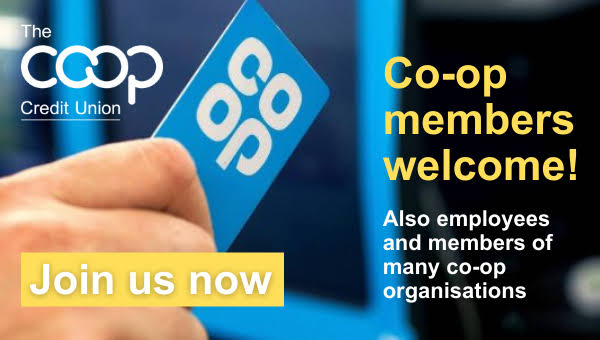 The
coop
Credit Union
co
op
Co-op
members
welcome!
Also employees
and members of
many co-op
organisations
Join us now